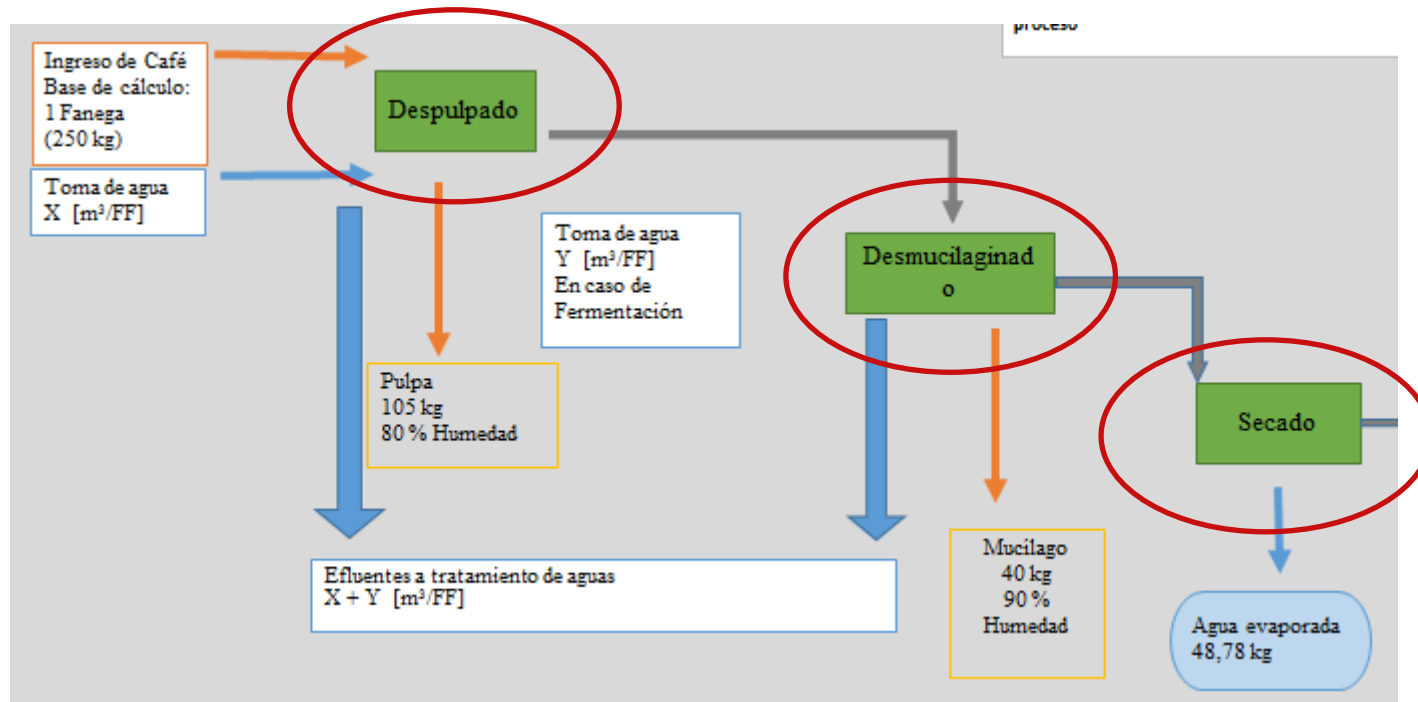 proceso
Ingreso de Café
Base de cálculo:
1 Fanega
(250 kg)
Despulpado
Toma de agua
X [m³/FF]
Toma de agua
Y [m³/FF]
En caso de
Fermentación
Desmucilaginad
o
Pulpa
105 kg
80 % Humedad
Secado
Efluentes a tratamiento de aguas
X + Y [m³/FF]
Mucilago
40 kg
90 %
Humedad
Agua evaporada
48,78 kg